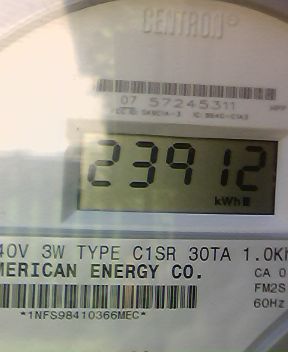 CENTRON®
07 57245311
23912
kWh
40V 3W TYPE C1SR 30TA 1.0Kh
MERICAN ENERGY CO.
CA 0
FM2S
60Hz
*1NFS98410366MEC*